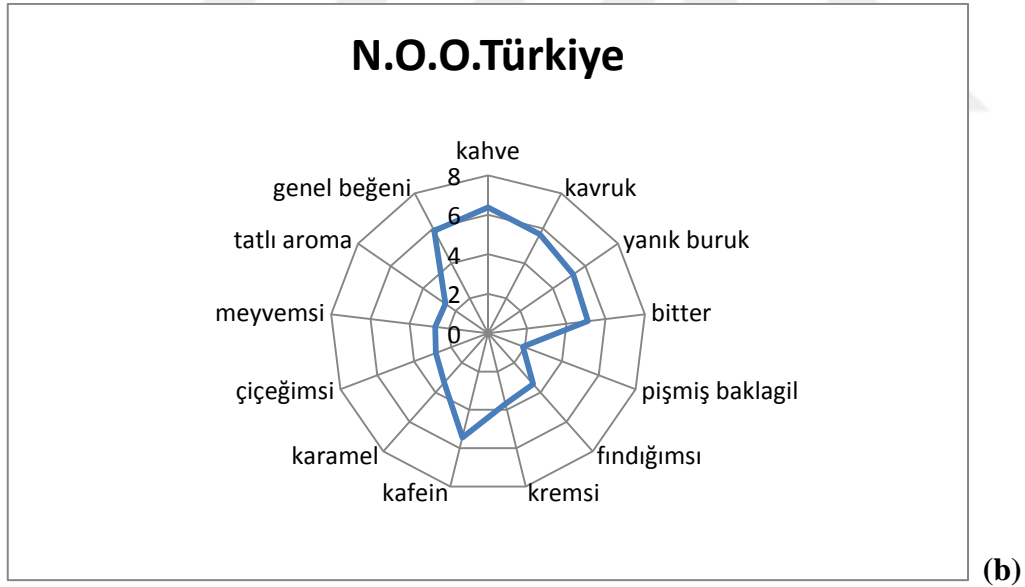 N.O.O.Türkiye
kahve
kavruk
yanık buruk
bitter
pişmiş baklagil
fındığımsı
kremsi
kafein
karamel
çiçeğimsi
meyvemsi
tatlı aroma
genel beğeni
8
6
4
2
0
(b)